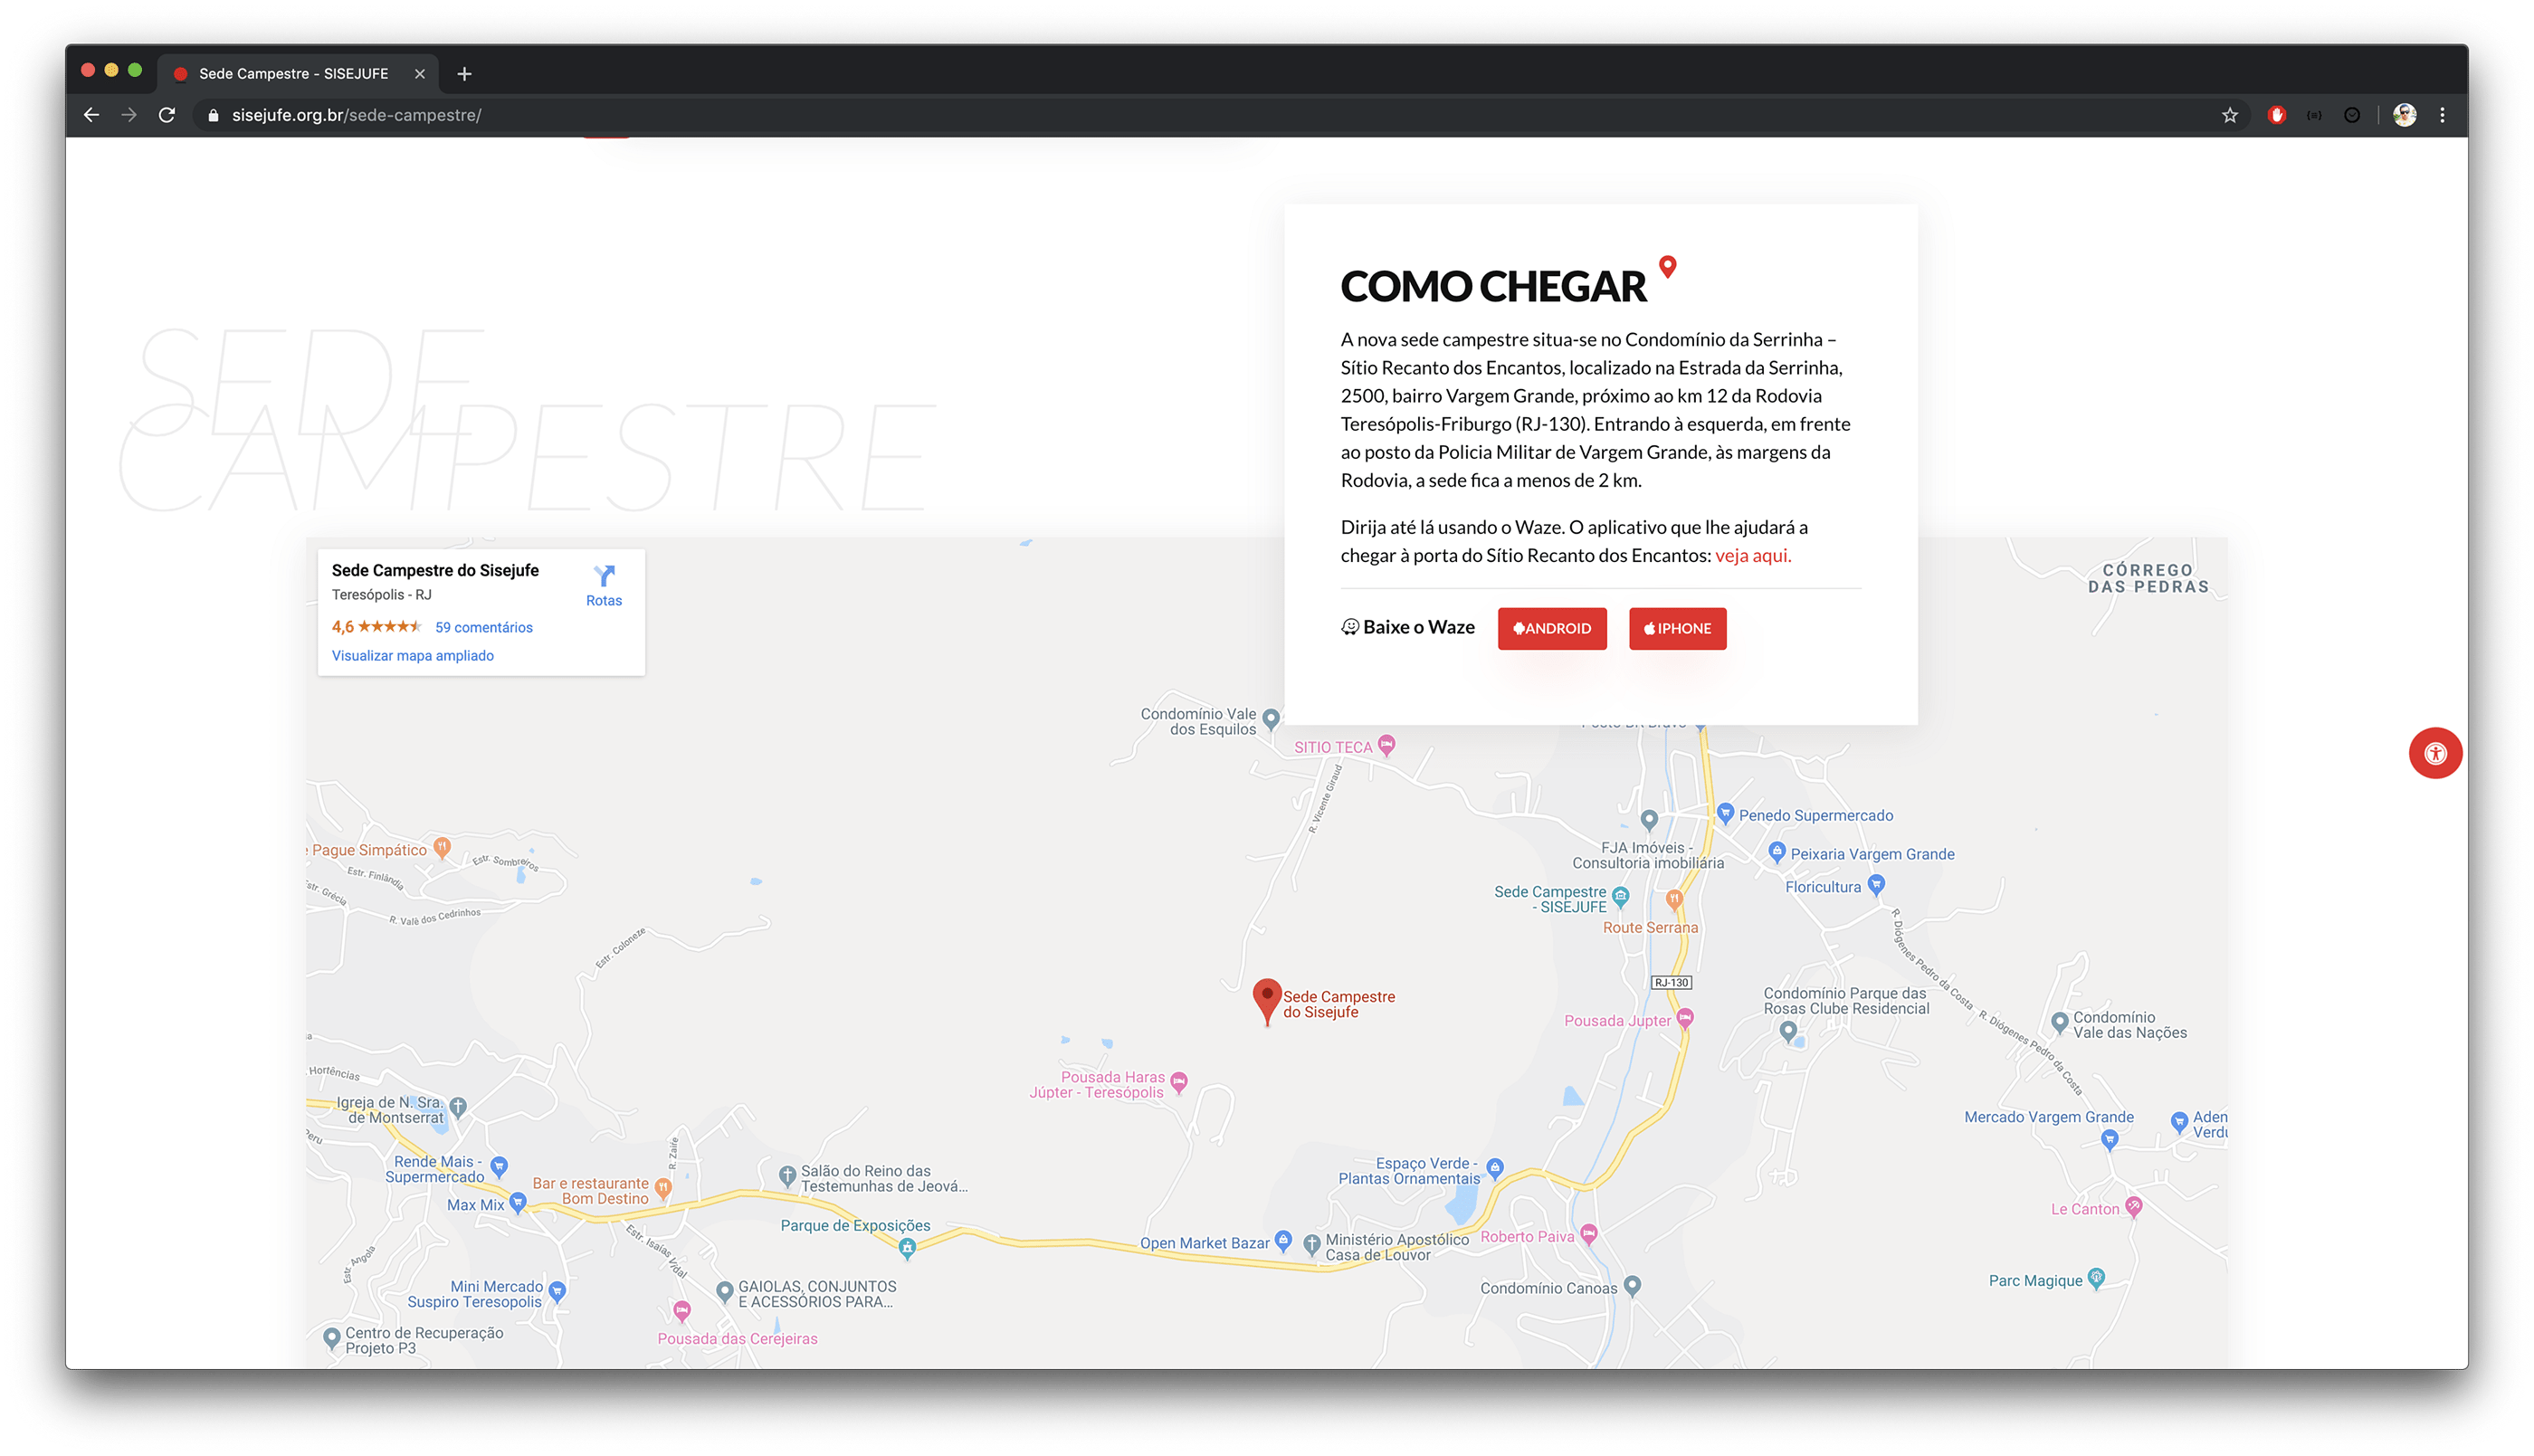 Sede Campestre - SISEJUFE
sisejufe.org.br/sede-campestre/
SEDE
CAMPESTRE
COMO CHEGAR
A nova sede campestre situa-se no Condomínio da Serrinha –
Sítio Recanto dos Encantos, localizado na Estrada da Serrinha,
2500, bairro Vargem Grande, próximo ao km 12 da Rodovia
Teresópolis-Friburgo (RJ-130). Entrando à esquerda, em frente
ao posto da Policia Militar de Vargem Grande, às margens da
Rodovia, a sede fica a menos de 2 km.
Dirija até lá usando o Waze. O aplicativo que lhe ajudará a
chegar à porta do Sítio Recanto dos Encantos: veja aqui.
Baixe o Waze
ANDROID
IPHONE
Sede Campestre do Sisejufe
Teresópolis - RJ
Rotas
4,6
59 comentários
Visualizar mapa ampliado
CÓRREGO
DAS PEDRAS
Condomínio Vale
dos Esquilos
SITIO TECA
R. Vicente Giraud
Penedo Supermercado
FJA Imóveis -
Consultoria imobiliária
Peixaria Vargem Grande
Floricultura
Sede Campestre
- SISEJUFE
Route Serrana
Pague Simpático
Estr. Sombreiros
Estr. Finlândia
Estr. Grécia
R. Vale dos Cedrinhos
Estr. Coloneze
R. Diógenes Pedro da Costa
R. Diógenes Pedro da Costa
RJ-130
Sede Campestre
do Sisejufe
Condomínio Parque das
Rosas Clube Residencial
Pousada Jupter
Condomínio
Vale das Nações
Pousada Haras
Júpter - Teresópolis
Hortências
Igreja de N. Sra.
de Montserrat
Peru
Mercado Vargem Grande
Aden
Verdu
Rende Mais -
Supermercado
R. Zaire
Bar e restaurante
Bom Destino
Salão do Reino das
Testemunhas de Jeová...
Espaço Verde -
Plantas Ornamentais
Max Mix
Le Canton
Parque de Exposições
Estr. Isaías Vidal
Open Market Bazar
Ministério Apostólico
Casa de Louvor
Roberto Paiva
Estr. Angola
Mini Mercado
Suspiro Teresopolis
GAIOLAS, CONJUNTOS
E ACESSÓRIOS PARA...
Condomínio Canoas
Parc Magique
Centro de Recuperação
Projeto P3
Pousada das Cerejeiras